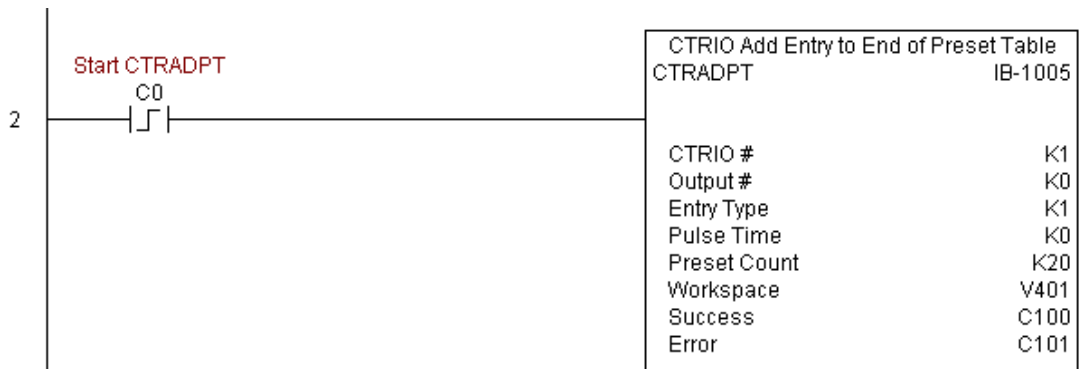 CTRIO Add Entry to End of Preset Table
Start CTRADPT
CTRADPT IB-1005
C0
2
CTRIO # K1
Output # K0
Entry Type K1
Pulse Time K0
Preset Count K20
Workspace V401
Success C100
Error C101